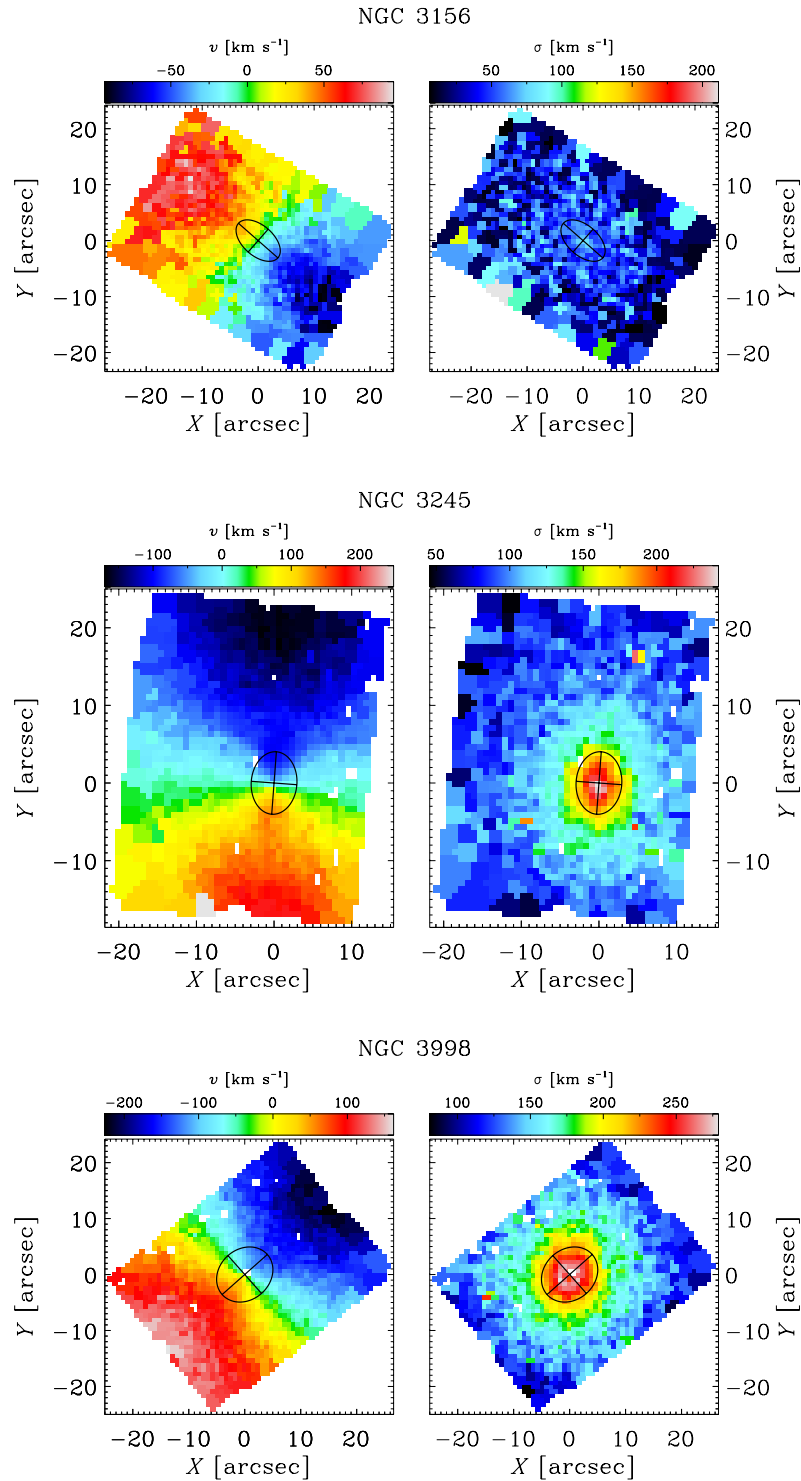 NGC 3156
v [km s⁻¹] σ [km s⁻¹]
−50 0 50 50 100 150 200
20 20
10 10
Y [arcsec] 0 0 Y [arcsec]
−10 −10
−20 −20
−20 −10 0 10 20 −20 −10 0 10 20
X [arcsec] X [arcsec]
NGC 3245
v [km s⁻¹] σ [km s⁻¹]
−100 0 100 200 50 100 150 200
20 20
10 10
Y [arcsec] Y [arcsec]
0 0
−10 −10
−20 −10 0 10 −20 −10 0 10
X [arcsec] X [arcsec]
NGC 3998
v [km s⁻¹] σ [km s⁻¹]
−200 −100 0 100 100 150 200 250
20 20
10 10
Y [arcsec] 0 0 Y [arcsec]
−10 −10
−20 −20
−20 −10 0 10 20 −20 −10 0 10 20
X [arcsec] X [arcsec]